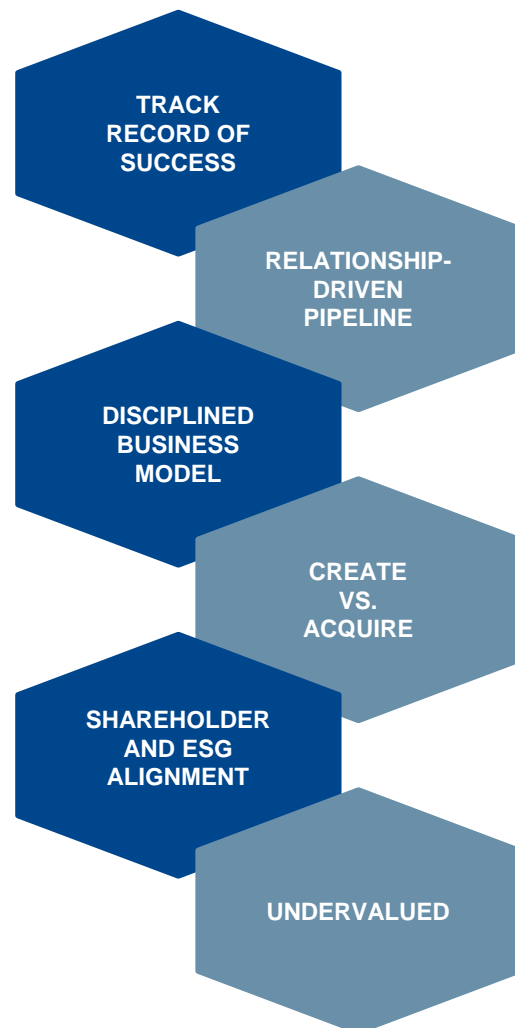 TRACK
RECORD OF
SUCCESS
RELATIONSHIP-
DRIVEN
PIPELINE
DISCIPLINED
BUSINESS
MODEL
CREATE
VS.
ACQUIRE
SHAREHOLDER
AND ESG
ALIGNMENT
UNDERVALUED